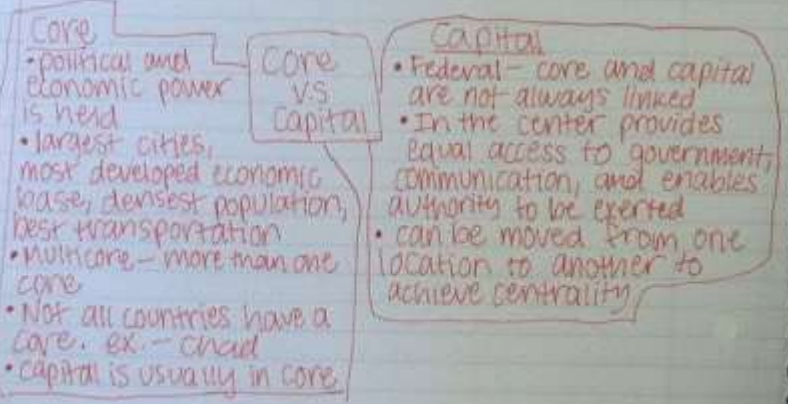 Core
• political and
economic power
is held
• largest cities,
most developed economic
base, densest population,
best transportation
• Multicore - more than one
core
• Not all countries have a
core. ex. - Chad
• capital is usually in core
Core
v.s
Capital
Capital
• Federal - core and capital
are not always linked
• In the center provides
equal access to government,
communication, and enables
authority to be exerted
• can be moved from one
location to another to
achieve centrality